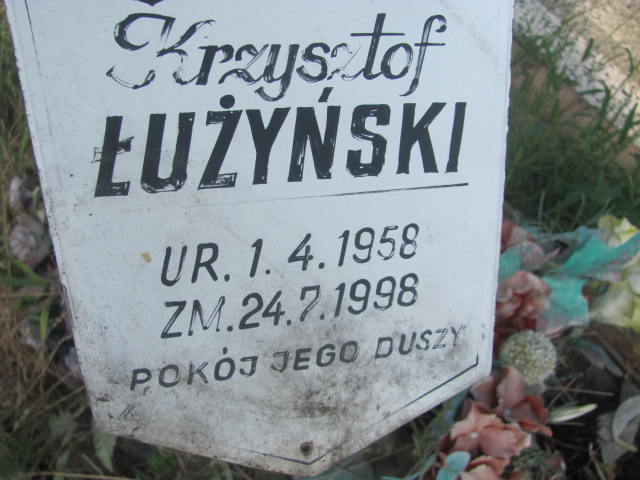 Krzysztof
ŁUŻYŃSKI
UR. 1. 4. 1958
ZM. 24.7.1998
POKÓJ JEGO DUSZY